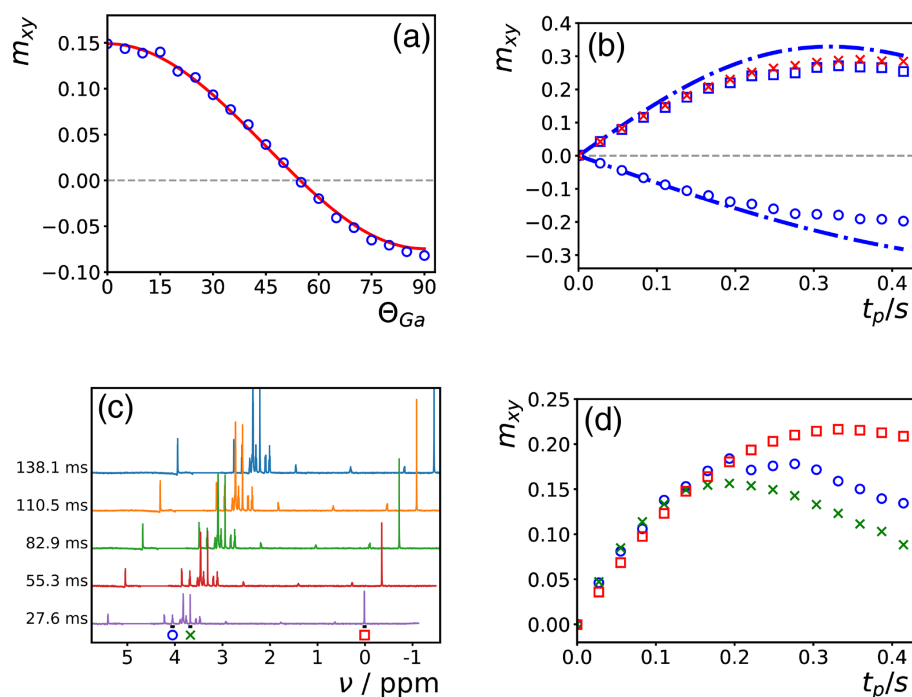 (a)
m_xy
0.15
0.10
0.05
0.00
−0.05
−0.10
0 15 30 45 60 75 90
Θ_Ga
(b)
m_xy
0.4
0.3
0.2
0.1
0.0
−0.1
−0.2
−0.3
0.0 0.1 0.2 0.3 0.4
t_p/s
(c)
138.1 ms
110.5 ms
82.9 ms
55.3 ms
27.6 ms
5 4 3 2 1 0 -1
ν / ppm
(d)
m_xy
0.25
0.20
0.15
0.10
0.05
0.00
0.0 0.1 0.2 0.3 0.4
t_p/s